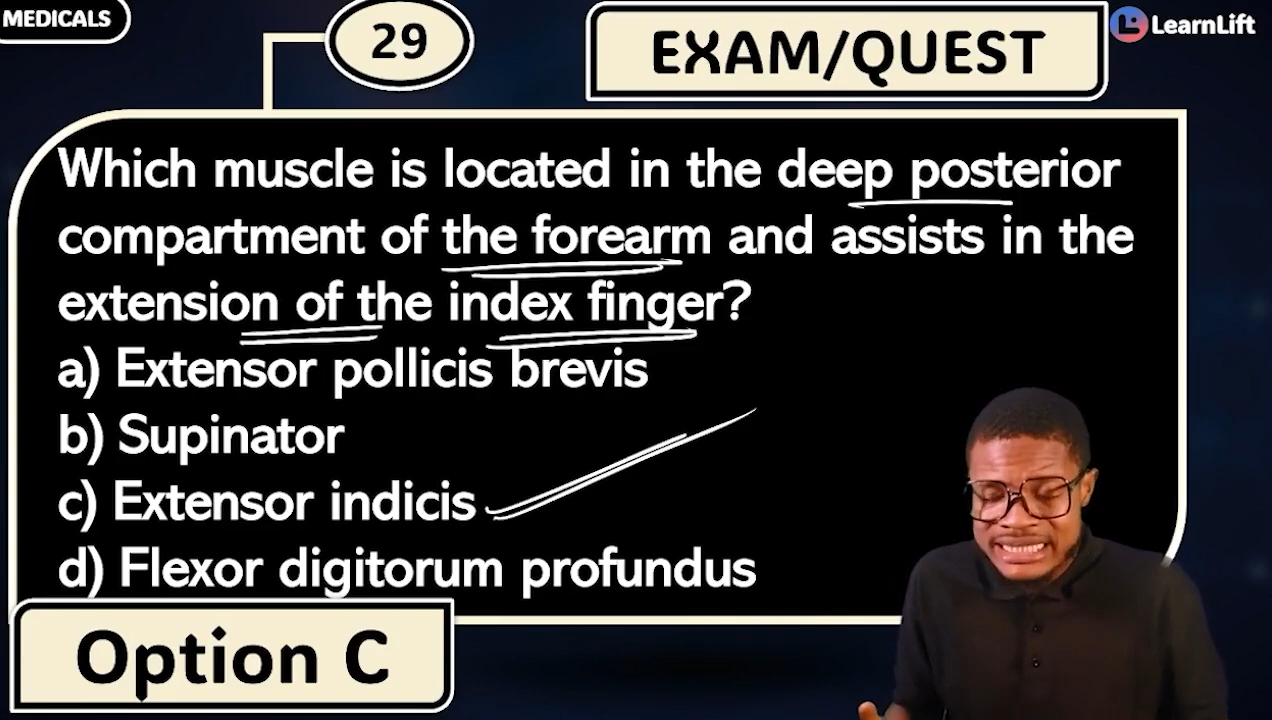 MEDICALS
29
EXAM/QUEST
LearnLift
Which muscle is located in the deep posterior
compartment of the forearm and assists in the
extension of the index finger?
a) Extensor pollicis brevis
b) Supinator
c) Extensor indicis
d) Flexor digitorum profundus
Option C